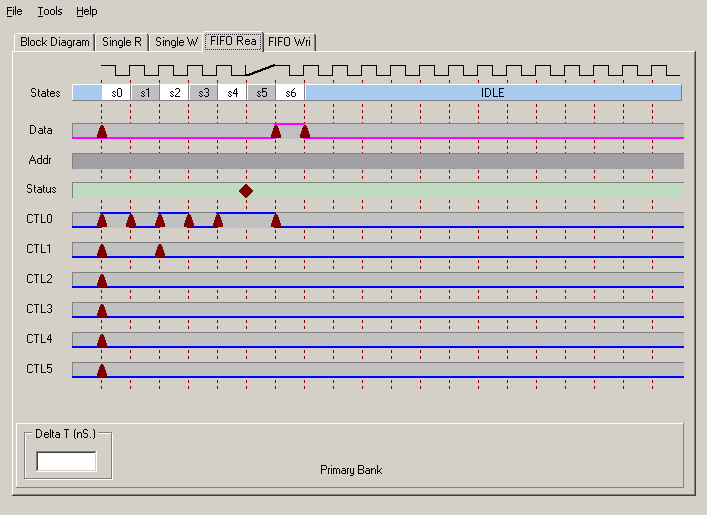 File Tools Help
Block Diagram Single R Single W FIFO Rea FIFO Wri
States s0 s1 s2 s3 s4 s5 s6 IDLE
Data
Addr
Status
CTL0
CTL1
CTL2
CTL3
CTL4
CTL5
Delta T (nS.)
Primary Bank